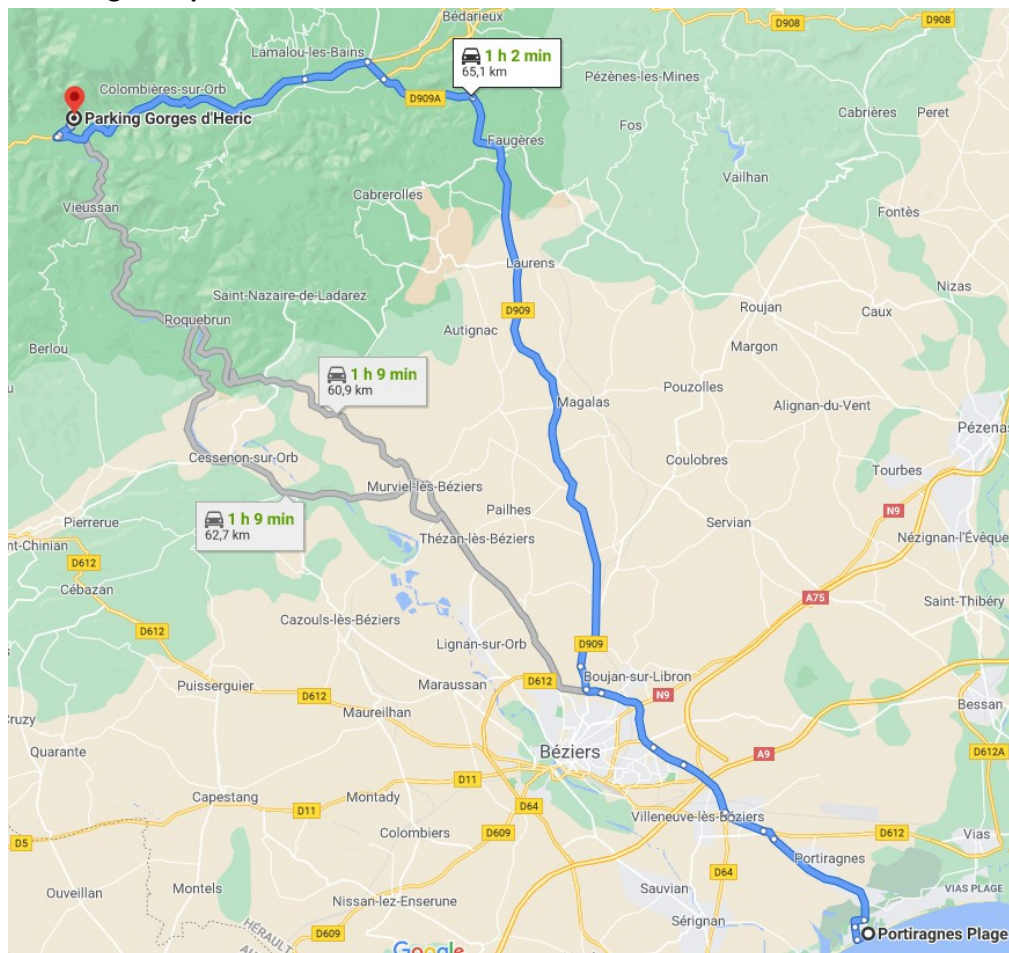 Bédarieux
D908
D908
Lamalou-les-Bains
1 h 2 min
65,1 km
Pézènes-les-Mines
Colombières-sur-Orb
D909A
Cabrières
Peret
Parking Gorges d'Heric
Fos
Faugères
Vailhan
Cabrerolles
Vieussan
Fontès
Laurens
Nizas
Saint-Nazaire-de-Ladarez
D909
Roujan
Caux
Roquebrun
Autignac
Berlou
Margon
1 h 9 min
60,9 km
Pouzolles
Magalas
Alignan-du-Vent
Pézenas
Cessenon-sur-Orb
Coulobres
Tourbes
Murviel-lès-Béziers
1 h 9 min
62,7 km
Pailhes
N9
Pierrerue
Servian
nt-Chinian
Thézan-lès-Béziers
Nézignan-l'Évêque
D612
Cébazan
A75
Saint-Thibéry
Cazouls-lès-Béziers
D612
Lignan-sur-Orb
D909
Puisserguier
D612
Maraussan
D612
Boujan-sur-Libron
N9
Bessan
Maureilhan
Cruzy
Quarante
Béziers
A9
D612A
D11
Capestang
D11
Montady
D64
Villeneuve-lès-Béziers
D612
Colombiers
D609
Vias
D5
Portiragnes
D64
Ouveillan
Montels
Sauvian
VIAS PLAGE
Nissan-lez-Enserune
Sérignan
HÉRAULT
D609
Google
Portiragnes Plage